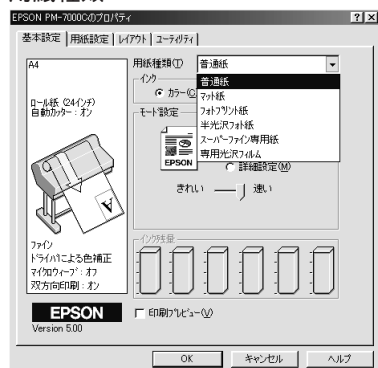 EPSON PM-7000Cのプロパティ
基本設定 用紙設定 レイアウト ユーティリティ
A4
ロール紙 (24インチ)
自動カッター : オン
ファイン
ドライバによる色補正
マイクロウィーブ : オフ
双方向印刷 : オン
EPSON
Version 5.00
用紙種類(T) 普通紙
普通紙
マット紙
フォトプリント紙
半光沢フォト紙
スーパーファイン専用紙
専用光沢フィルム
インク
カラー(C)
モード設定
EPSON
詳細設定(M)
きれい 速い
インク残量
印刷プレビュー(V)
OK キャンセル ヘルプ